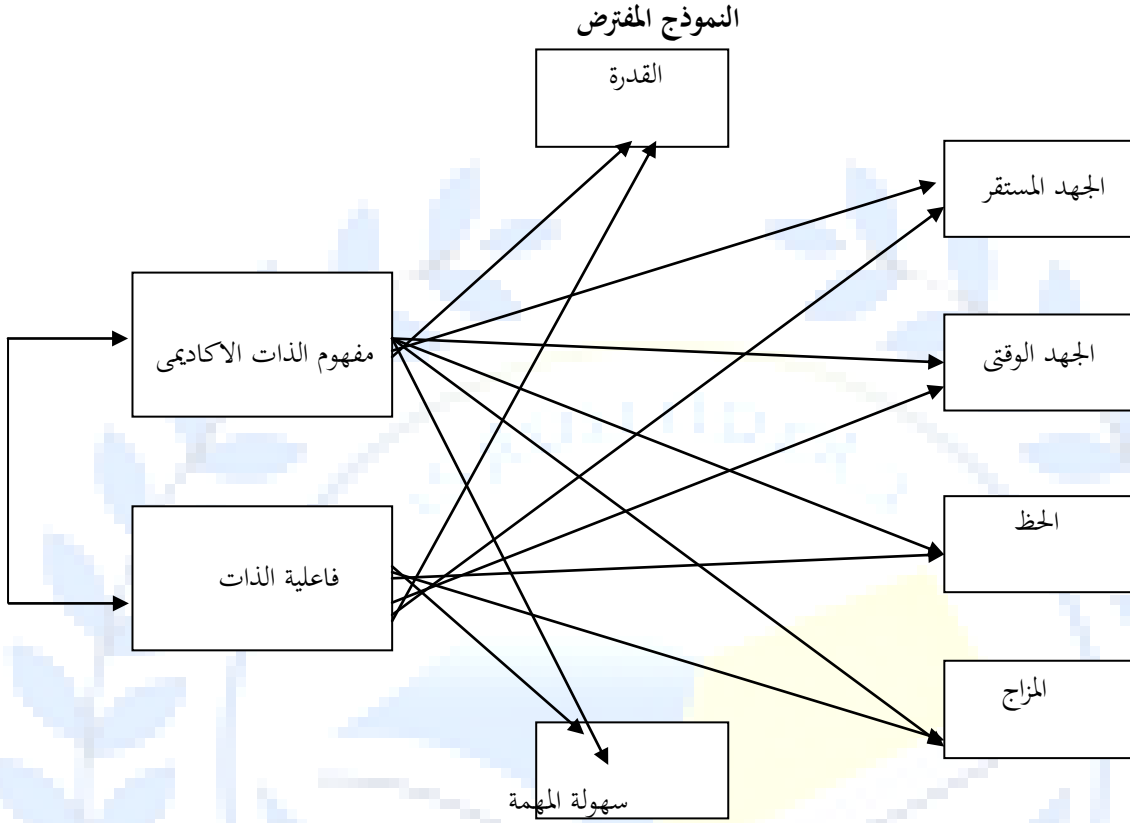 النموذج المفترض
القدرة
الجهد المستقر
مفهوم الذات الاكاديمى
الجهد الوقتى
فاعلية الذات
الحظ
المزاج
سهولة المهمة